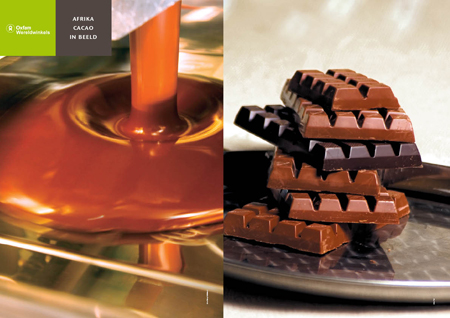 Oxfam
Wereldwinkels
AFRIKA
CACAO
IN BEELD